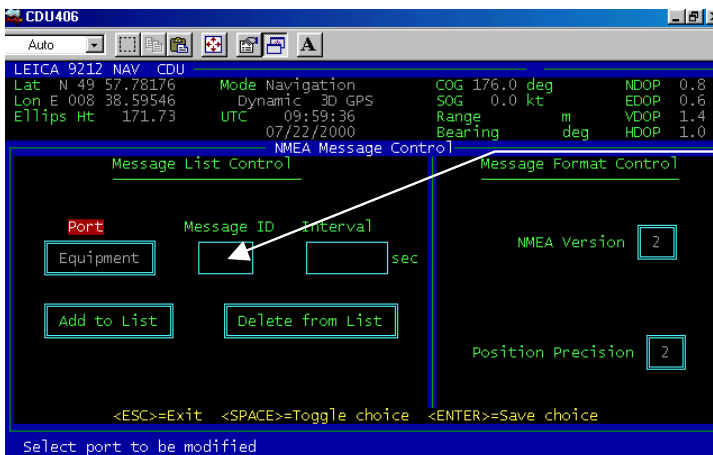 CDU406
Auto A
LEICA 9212 NAV CDU
Lat N 49 57.78176 Mode Navigation COG 176.0 deg NDOP 0.8
Lon E 008 38.59546 Dynamic 3D GPS SOG 0.0 kt EDOP 0.6
Ellips Ht 171.73 UTC 09:59:36 Range m VDOP 1.4
07/22/2000 Bearing deg HDOP 1.0
NMEA Message Control
Message List Control Message Format Control
Port Message ID Interval
NMEA Version 2
Equipment sec
Add to List Delete from List
Position Precision 2
<ESC>=Exit <SPACE>=Toggle choice <ENTER>=Save choice
Select port to be modified